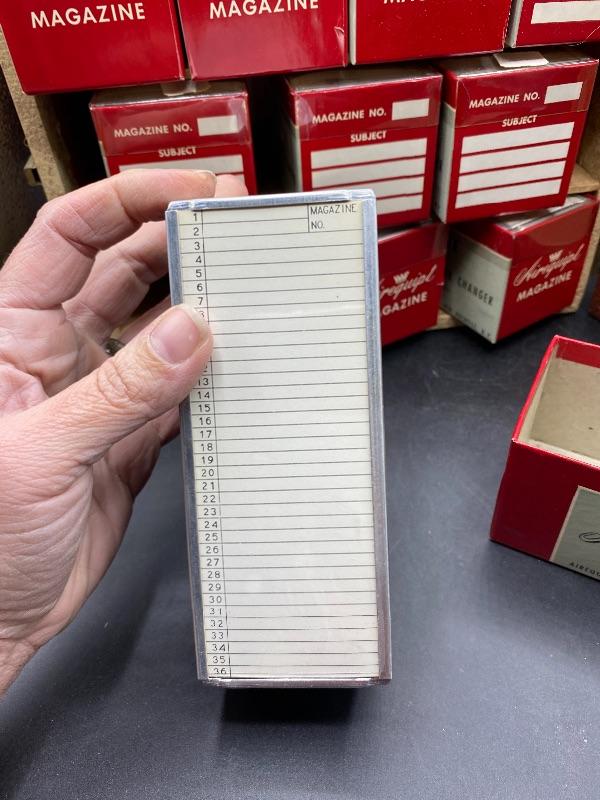 MAGAZINE
MAGAZINE
MAGAZINE NO.
SUBJECT
MAGAZINE NO.
SUBJECT
MAGAZINE NO.
SUBJECT
MAGAZINE
CHANGER
Airequipt
MAGAZINE
1
MAGAZINE
2
NO.
3
4
5
6
7
13
14
15
16
17
18
19
20
21
22
23
24
25
26
27
28
29
30
31
32
33
34
35
36